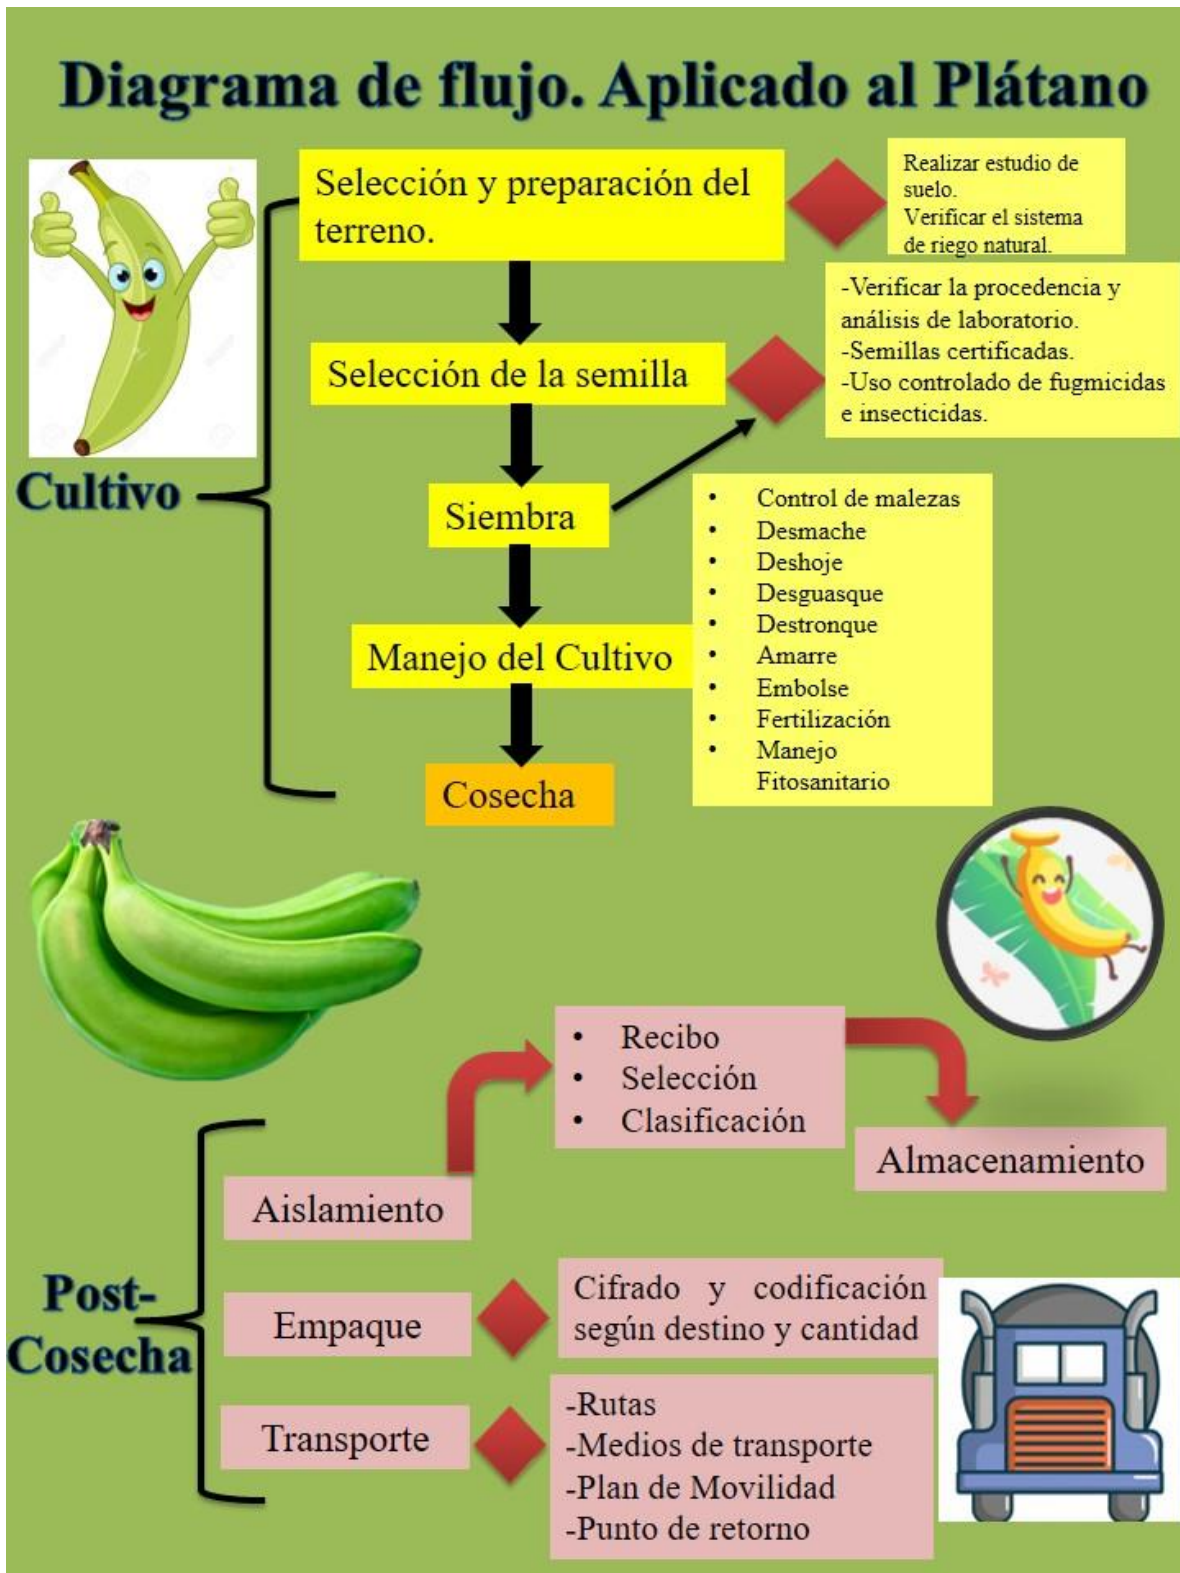 Diagrama de flujo. Aplicado al Plátano
Selección y preparación del
terreno.
Realizar estudio de
suelo.
Verificar el sistema
de riego natural.
-Verificar la procedencia y
análisis de laboratorio.
-Semillas certificadas.
-Uso controlado de fugmicidas
e insecticidas.
Selección de la semilla
Cultivo
Siembra
• Control de malezas
• Desmache
• Deshoje
• Desguasque
• Destronque
• Amarre
• Embolse
• Fertilización
• Manejo
Fitosanitario
Manejo del Cultivo
Cosecha
• Recibo
• Selección
• Clasificación
Almacenamiento
Aislamiento
Post-
Cosecha
Empaque
Cifrado y codificación
según destino y cantidad
Transporte
-Rutas
-Medios de transporte
-Plan de Movilidad
-Punto de retorno